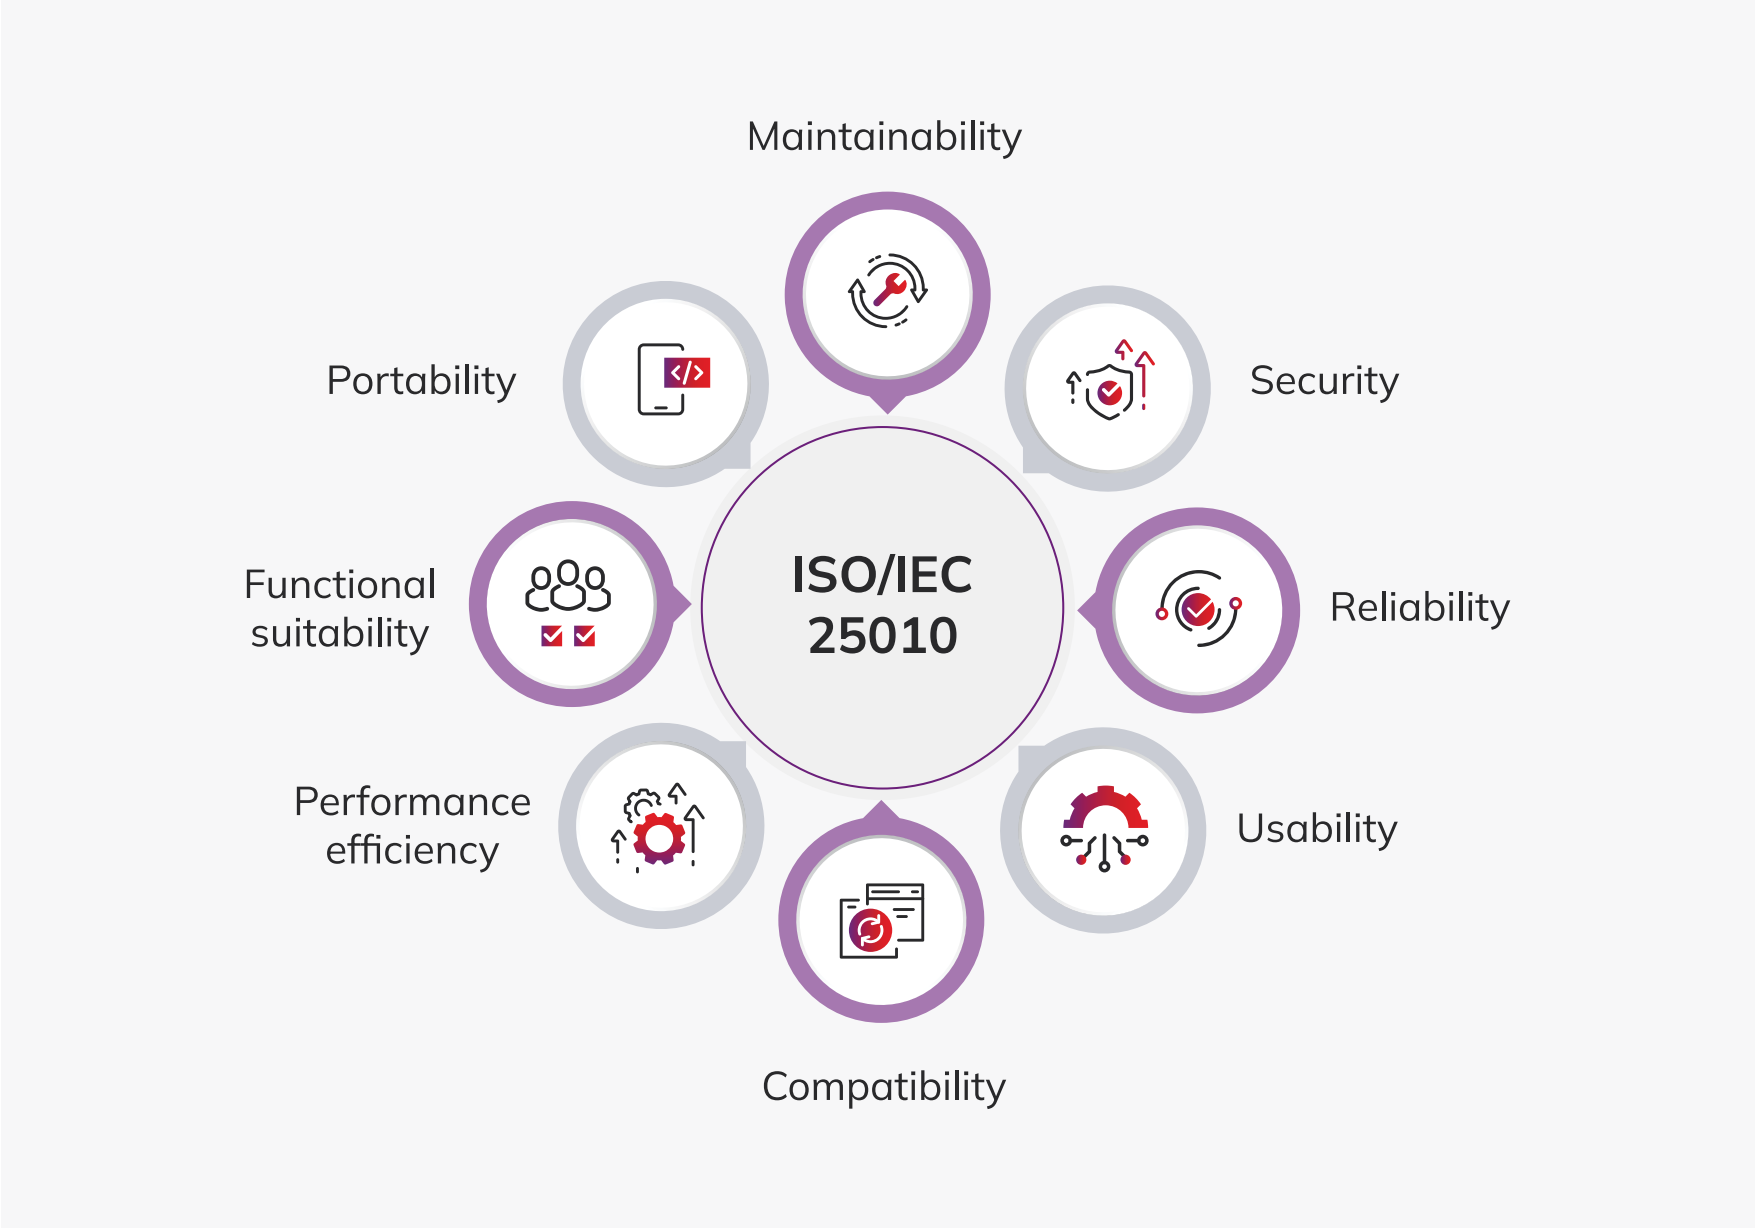 Maintainability
Portability
Security
Functional
suitability
ISO/IEC
25010
Reliability
Performance
efficiency
Usability
Compatibility